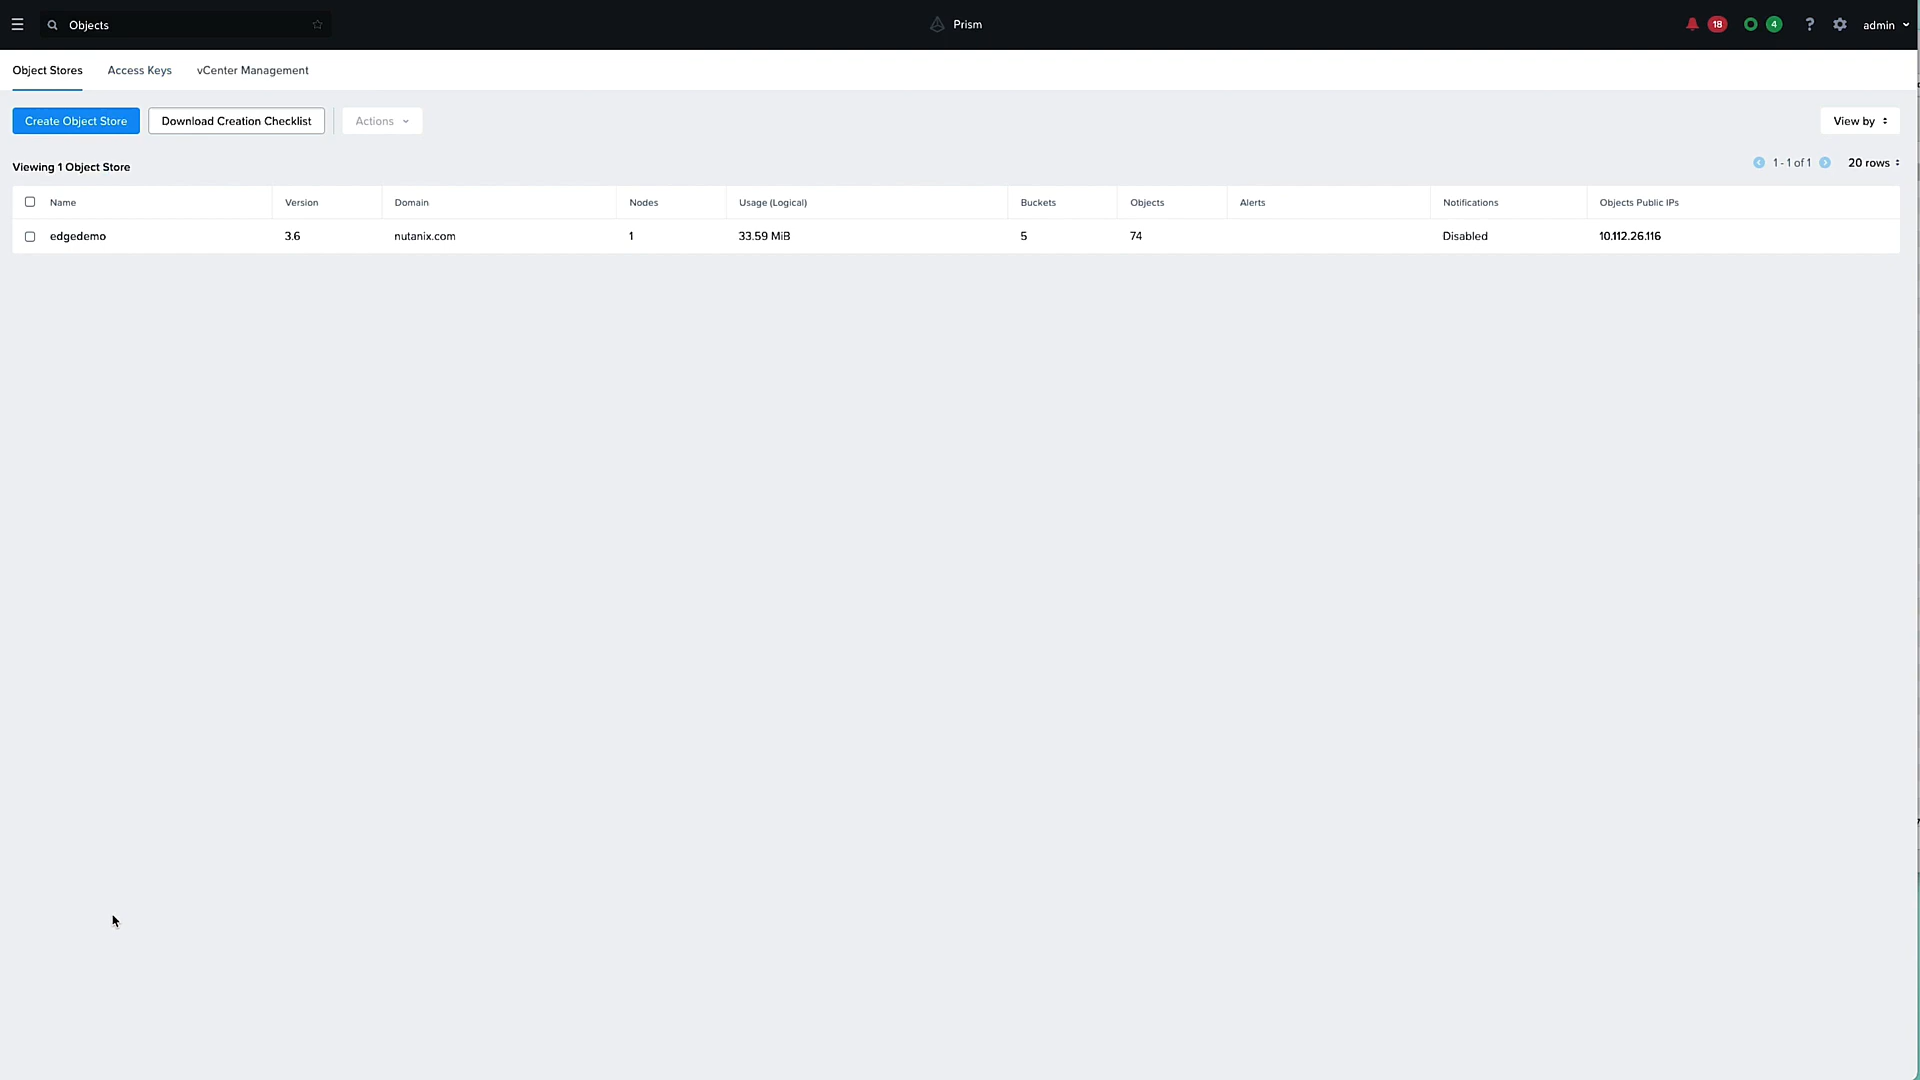 Objects
Prism
18
4
?
admin
Object Stores
Access Keys
vCenter Management
Create Object Store
Download Creation Checklist
Actions
View by
Viewing 1 Object Store
1 - 1 of 1
20 rows
Name
Version
Domain
Nodes
Usage (Logical)
Buckets
Objects
Alerts
Notifications
Objects Public IPs
edgedemo
3.6
nutanix.com
1
33.59 MiB
5
74
Disabled
10.112.26.116